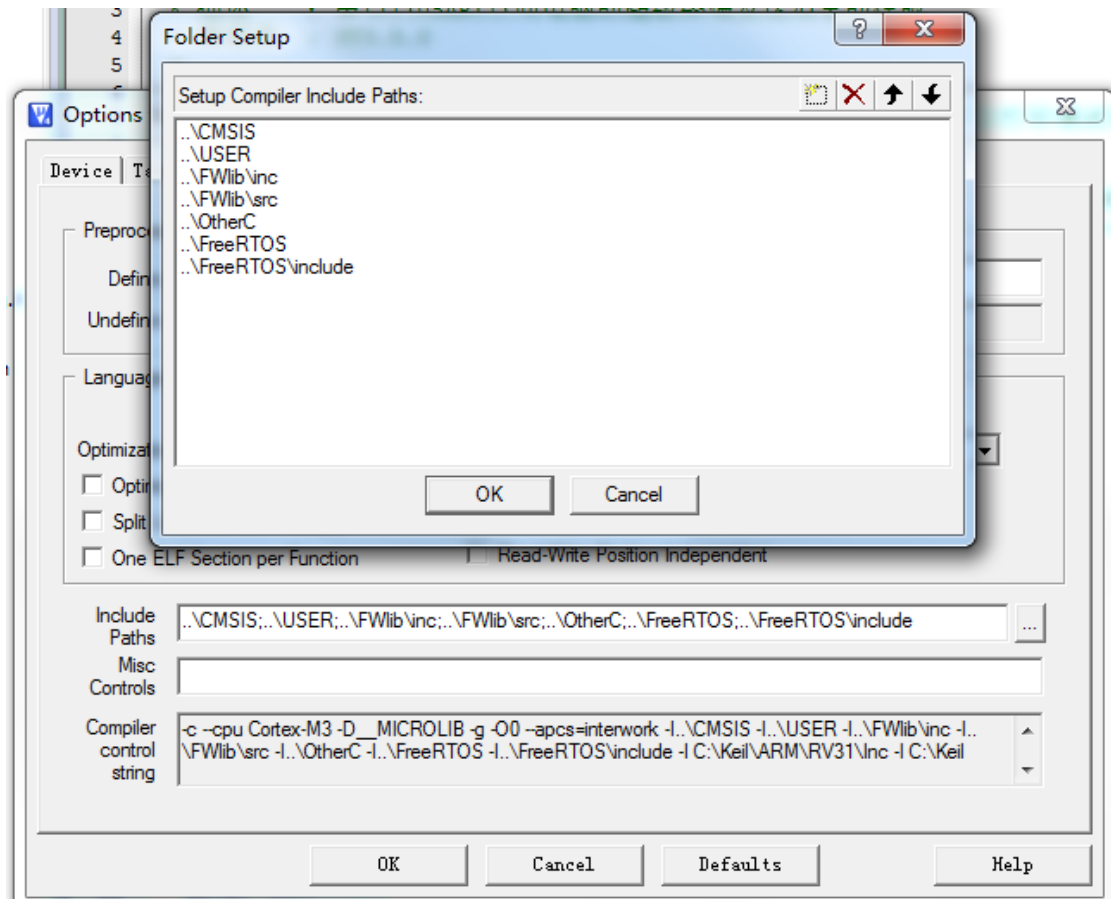 3
4
5
Folder Setup
Setup Compiler Include Paths:
..\CMSIS
..\USER
..\FWlib\inc
..\FWlib\src
..\OtherC
..\FreeRTOS
..\FreeRTOS\include
OK Cancel
Options
Device
Preproce
Defin
Undefin
Languag
Optimizat
Optim
Split
One ELF Section per Function
Read-Write Position Independent
Include Paths
..\CMSIS;..\USER;..\FWlib\inc;..\FWlib\src;..\OtherC;..\FreeRTOS;..\FreeRTOS\include
...
Misc Controls
Compiler control string
-c --cpu Cortex-M3 -D__MICROLIB -g -O0 --apcs=interwork -I..\CMSIS -I..\USER -I..\FWlib\inc -I..
\FWlib\src -I..\OtherC -I..\FreeRTOS -I..\FreeRTOS\include -I C:\Keil\ARM\RV31\Inc -I C:\Keil
OK Cancel Defaults Help